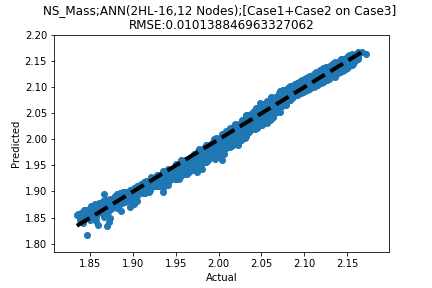 NS_Mass;ANN(2HL-16,12 Nodes);[Case1+Case2 on Case3]
RMSE:0.010138846963327062
2.20
2.15
2.10
2.05
2.00
1.95
1.90
1.85
1.80
Predicted
1.85 1.90 1.95 2.00 2.05 2.10 2.15
Actual